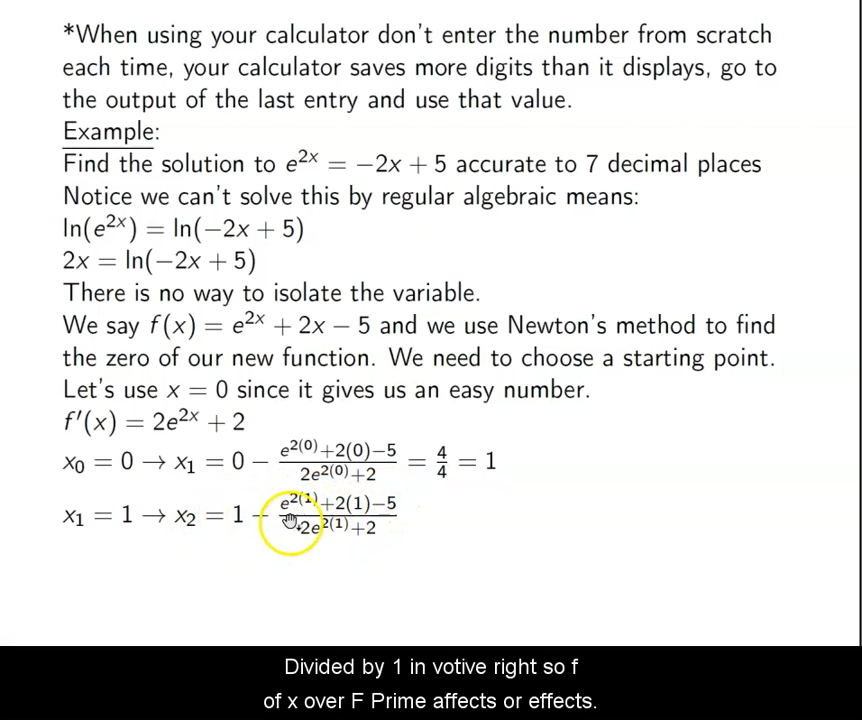 *When using your calculator don't enter the number from scratch
each time, your calculator saves more digits than it displays, go to
the output of the last entry and use that value.
Example:
Find the solution to e^{2x} = −2x + 5 accurate to 7 decimal places
Notice we can't solve this by regular algebraic means:
ln(e^{2x}) = ln(−2x + 5)
2x = ln(−2x + 5)
There is no way to isolate the variable.
We say f(x) = e^{2x} + 2x − 5 and we use Newton's method to find
the zero of our new function. We need to choose a starting point.
Let's use x = 0 since it gives us an easy number.
f′(x) = 2e^{2x} + 2
x₀ = 0 → x₁ = 0 − (e^{2(0)}+2(0)−5)/(2e^{2(0)}+2) = 4/4 = 1
x₁ = 1 → x₂ = 1 − (e^{2(1)}+2(1)−5)/(2e^{2(1)}+2)
Divided by 1 in votive right so f
of x over F Prime affects or effects.